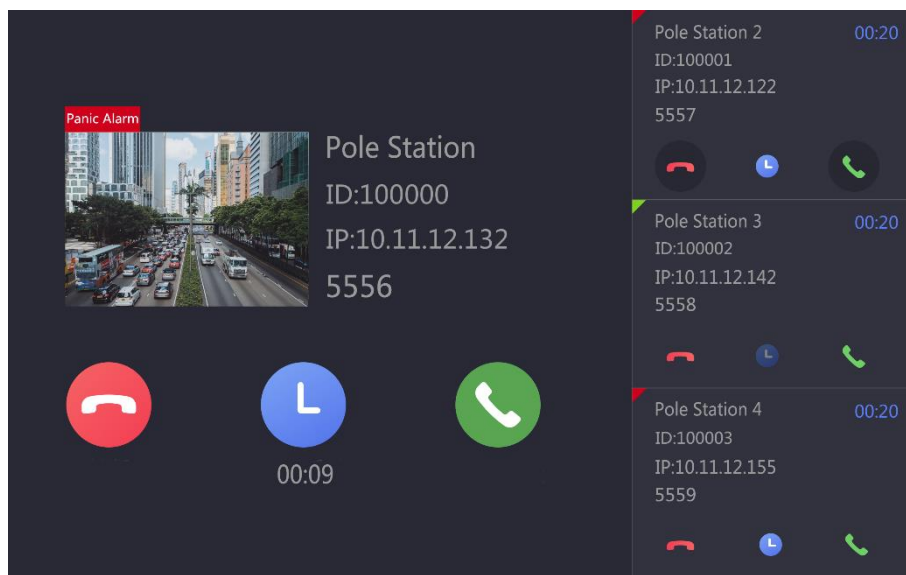 Panic Alarm
Pole Station
ID:100000
IP:10.11.12.132
5556
00:09
Pole Station 2
00:20
ID:100001
IP:10.11.12.122
5557
Pole Station 3
00:20
ID:100002
IP:10.11.12.142
5558
Pole Station 4
00:20
ID:100003
IP:10.11.12.155
5559